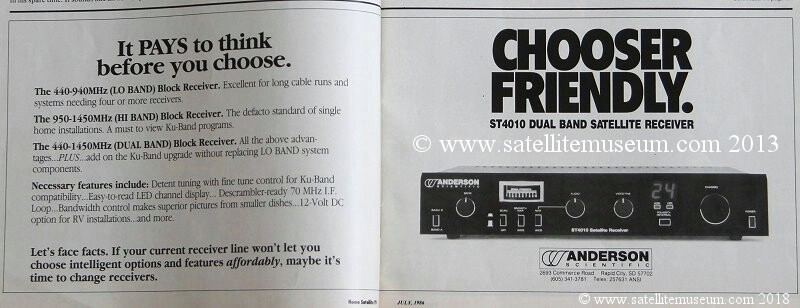 It PAYS to think
before you choose.
The 440-940MHz (LO BAND) Block Receiver. Excellent for long cable runs and
systems needing four or more receivers.
The 950-1450MHz (HI BAND) Block Receiver. The defacto standard of single
home installations. A must to view Ku-Band programs.
The 440-1450MHz (DUAL BAND) Block Receiver. All the above advan-
tages...PLUS...add on the Ku-Band upgrade without replacing LO BAND system
components.
Necessary features include: Detent tuning with fine tune control for Ku-Band
compatibility...Easy-to-read LED channel display... Descrambler-ready 70 MHz I.F.
Loop...Bandwidth control makes superior pictures from smaller dishes...12-Volt DC
option for RV installations...and more.
Let's face facts. If your current receiver line won't let you
choose intelligent options and features affordably, maybe it's
time to change receivers.
CHOOSER
FRIENDLY.
ST4010 DUAL BAND SATELLITE RECEIVER
© www.satellitemuseum.com 2013
ANDERSON
SCIENTIFIC
24
AUDIO
POWER
ST4010 Satellite Receiver
ANDERSON
SCIENTIFIC
2693 Commerce Road Rapid City, SD 57702
(605) 341-3781 Telex: 257631 ANSI
JULY, 1986
© www.satellitemuseum.com 2018